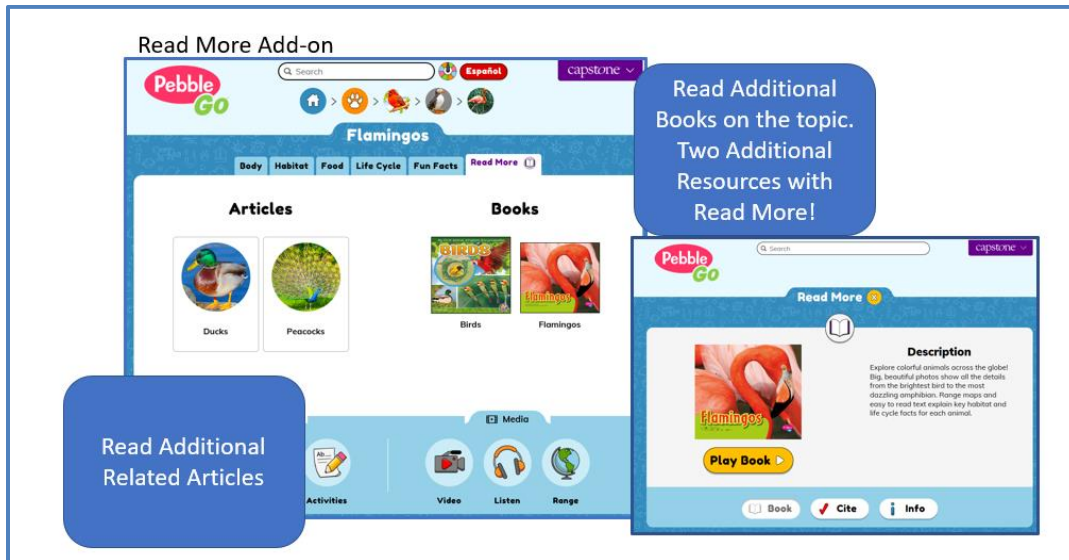 Read More Add-on
Pebble
Go
Search
Español
capstone
Flamingos
Body
Habitat
Food
Life Cycle
Fun Facts
Read More
Articles
Books
BIRDS
Flamingos
Ducks
Peacocks
Birds
Flamingos
Media
Ab...
Activities
Video
Listen
Range
Read Additional
Books on the topic.
Two Additional
Resources with
Read More!
Read Additional
Related Articles
Pebble
Go
Search
capstone
Read More
Flamingos
Play Book
Description
Explore colorful animals across the globe!
Big, beautiful photos show all the details
from the brightest bird to the most
dazzling amphibian. Range maps and
easy to read text explain key habitat and
life cycle facts for each animal.
Book
Cite
Info